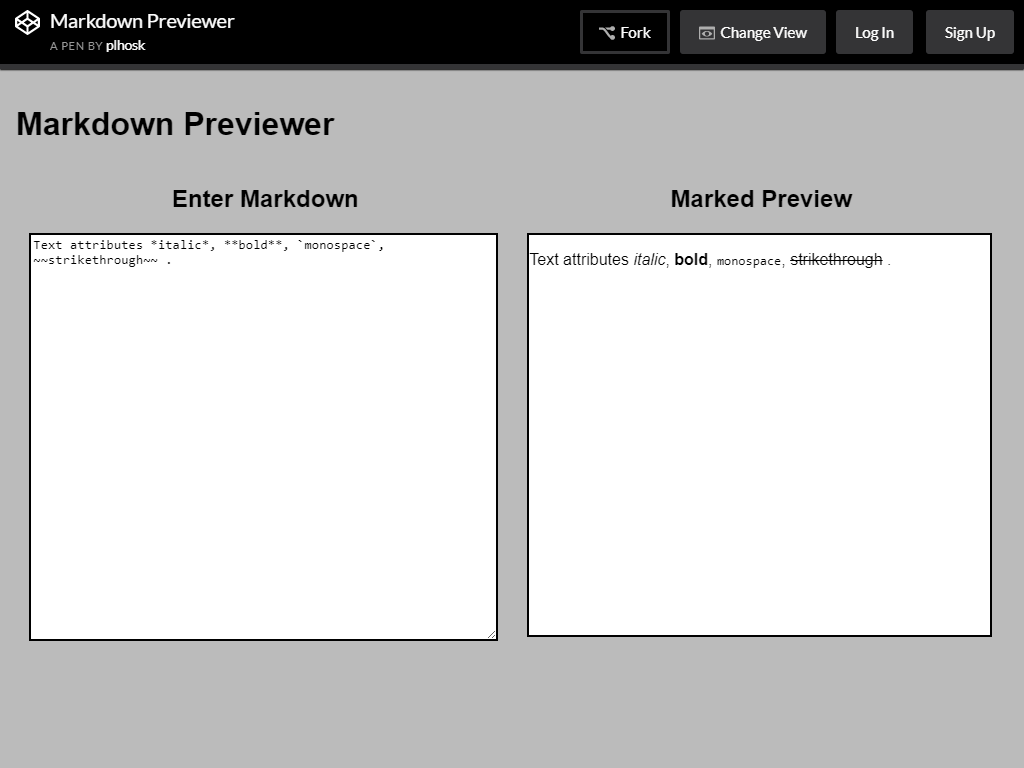 Markdown Previewer
A PEN BY plhosk
Fork
Change View
Log In
Sign Up
Markdown Previewer
Enter Markdown
Text attributes *italic*, **bold**, `monospace`,
~~strikethrough~~ .
Marked Preview
Text attributes italic, bold, monospace, strikethrough .